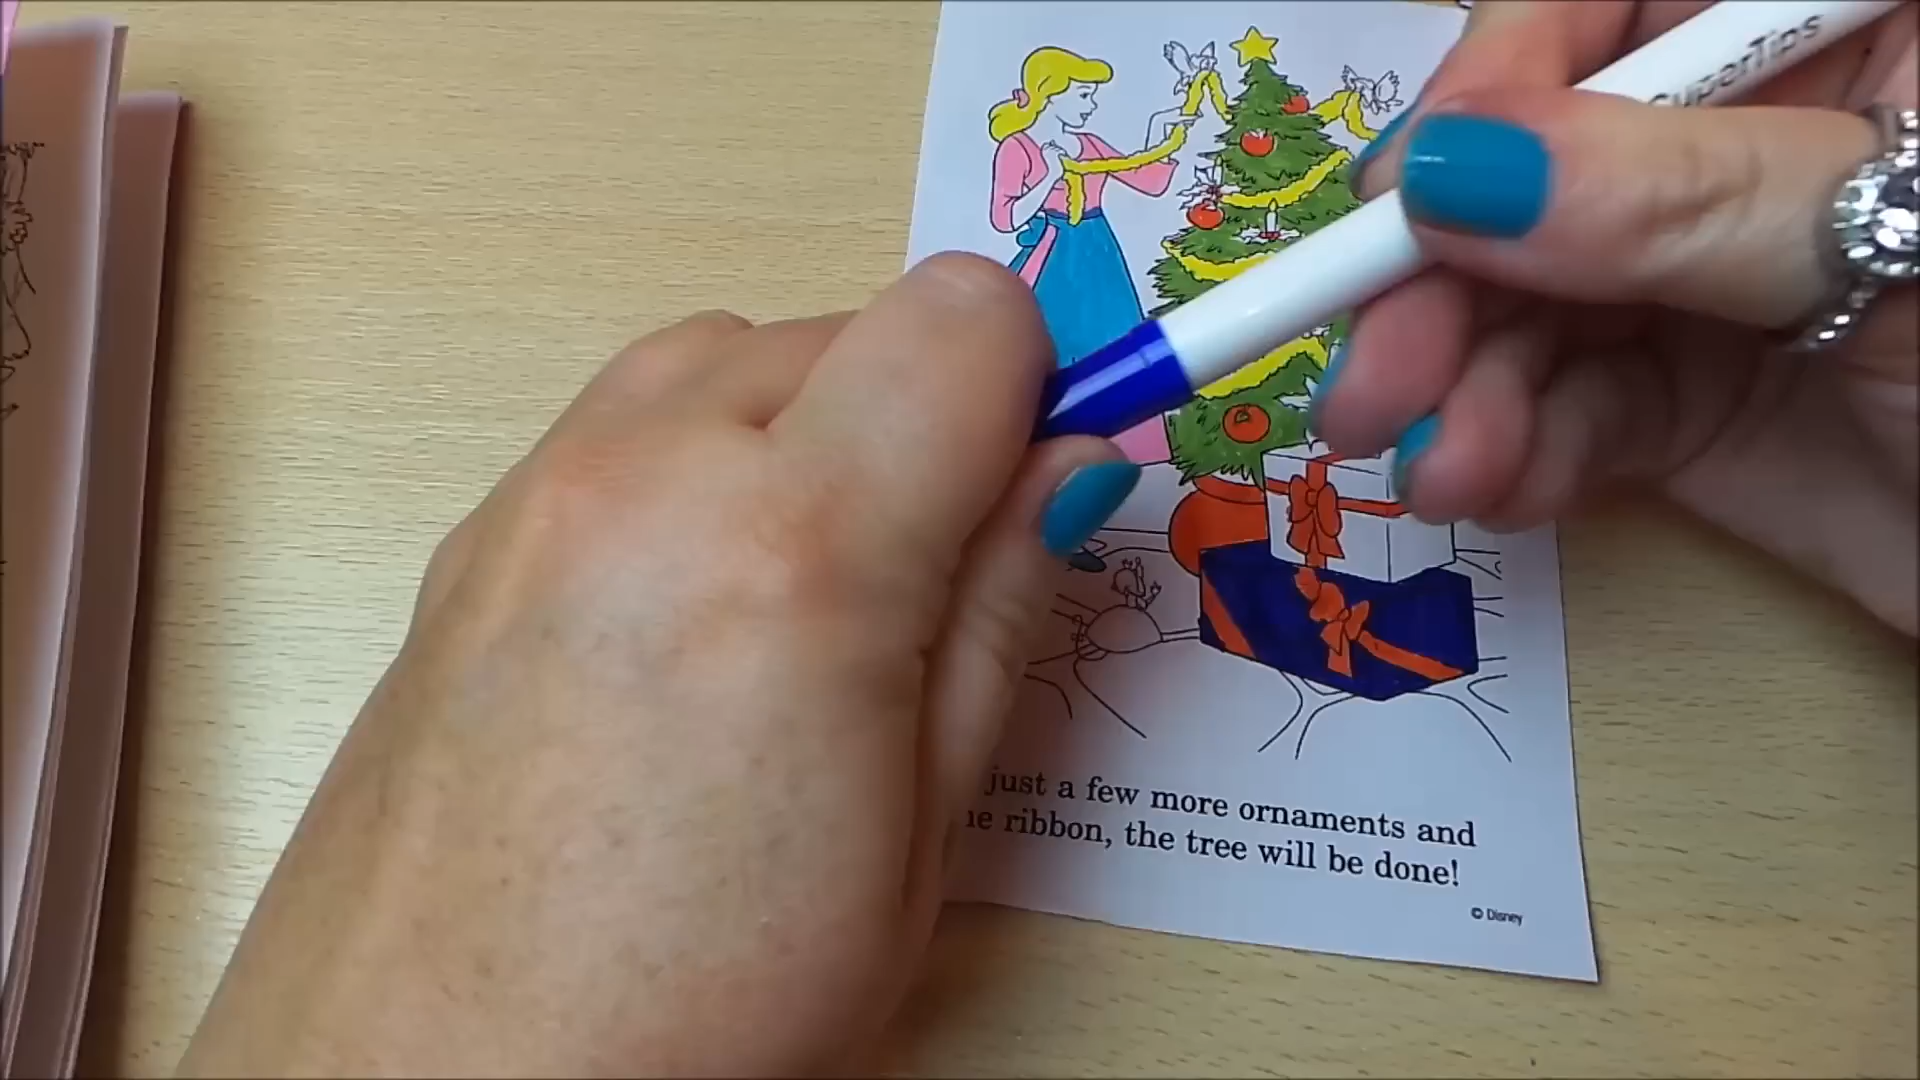 SuperTips
just a few more ornaments and
ribbon, the tree will be done!
© Disney